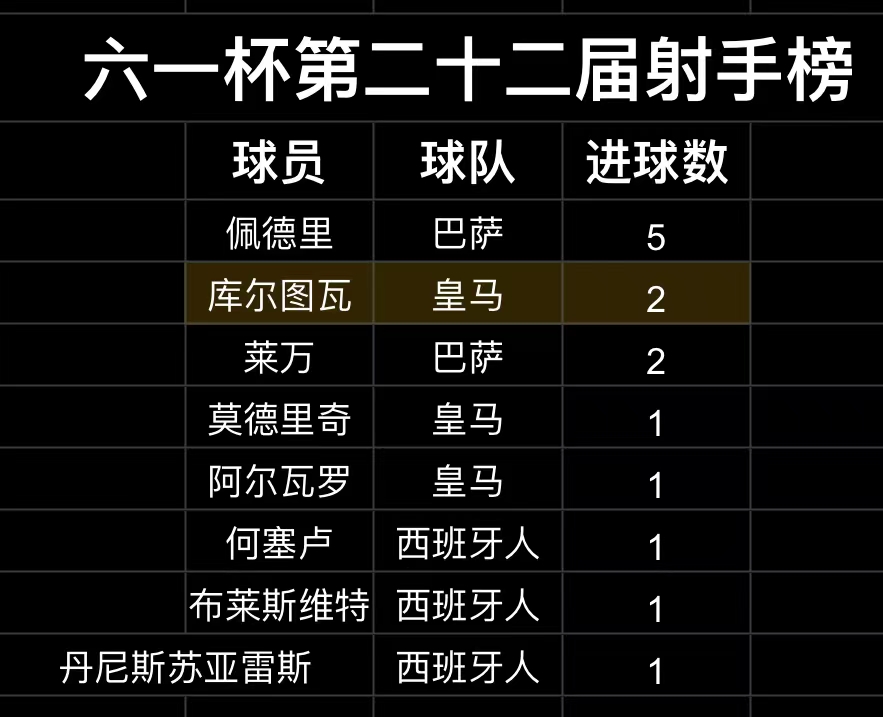 六一杯第二十二届射手榜
球员 球队 进球数
佩德里 巴萨 5
库尔图瓦 皇马 2
莱万 巴萨 2
莫德里奇 皇马 1
阿尔瓦罗 皇马 1
何塞卢 西班牙人 1
布莱斯维特 西班牙人 1
丹尼斯苏亚雷斯 西班牙人 1